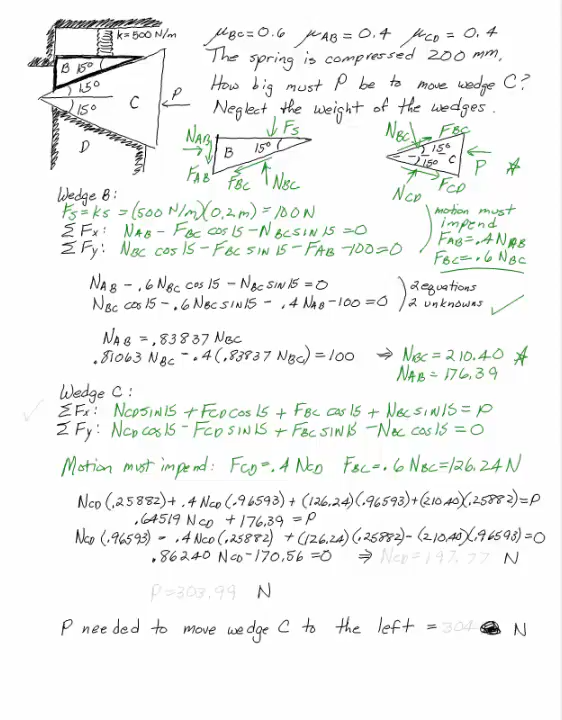 k=500 N/m
μBC=0.6 μAB = 0.4 μCD = 0.4
The spring is compressed 200 mm.
How big must P be to move wedge C?
Neglect the weight of the wedges.
B 15°
15°
15°
C
P
D
NAB
FAB
B
15°
FS
FBC
NBC
NBC
FBC
15°
15°
C
P
NCD
FCD
Wedge B:
FS=ks = (500 N/m)(0.2m) = 100N
ΣFx: NAB - FBC cos 15 - NBC sin 15 = 0
ΣFy: NBC cos 15 - FBC sin 15 - FAB - 100 = 0
motion must
impend
FAB = .4 NAB
FBC = .6 NBC
NAB - .6 NBC cos 15 - NBC sin 15 = 0
NBC cos 15 - .6 NBC sin 15 - .4 NAB - 100 = 0
2 equations
2 unknowns
NAB = .83837 NBC
.81063 NBC - .4(.83837 NBC) = 100 ⇒ NBC = 210.40
NAB = 176.39
Wedge C:
ΣFx: NCD sin 15 + FCD cos 15 + FBC cos 15 + NBC sin 15 = P
ΣFy: NCD cos 15 - FCD sin 15 + FBC sin 15 - NBC cos 15 = 0
Motion must impend: FCD = .4 NCD FBC = .6 NBC = 126.24 N
NCD (.25882) + .4 NCD (.96593) + (126.24)(.96593) + (210.40)(.25882) = P
.64519 NCD + 176.39 = P
NCD (.96593) - .4 NCD (.25882) + (126.24)(.25882) - (210.40)(.96593) = 0
.86240 NCD - 170.56 = 0 ⇒ NCD = 197.77 N
P = 303.99 N
P needed to move wedge C to the left = 304 N